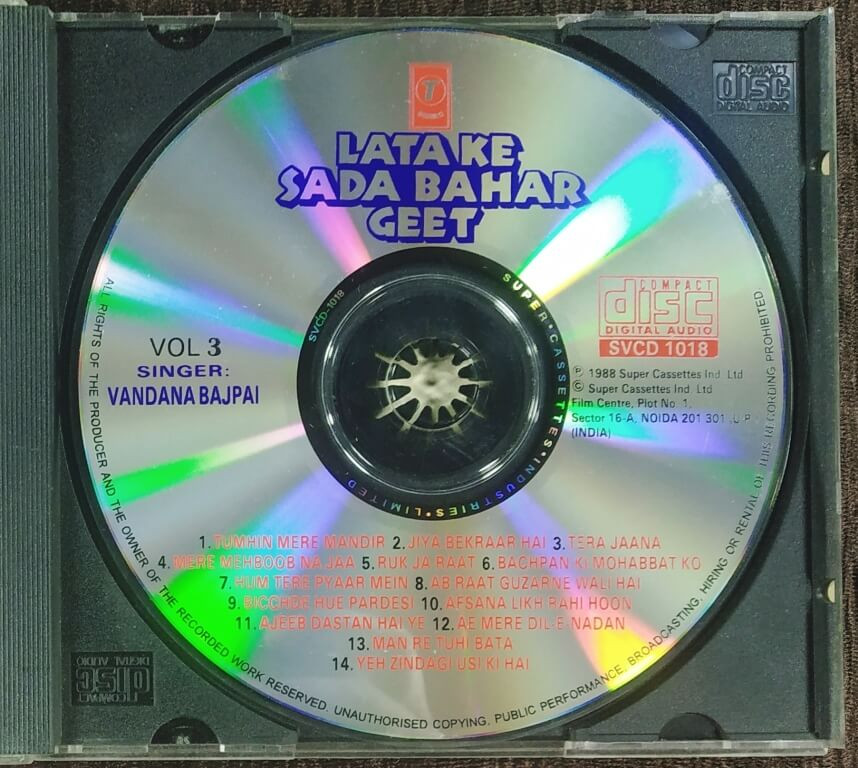 COMPACT
disc
DIGITAL AUDIO
T
LATA KE
SADA BAHAR
GEET
SVCD-1018
SUPER • CASSETTES • INDUSTRIES • LIMITED
COMPACT
disc
DIGITAL AUDIO
SVCD 1018
VOL 3
SINGER:
VANDANA BAJPAI
℗ 1988 Super Cassettes Ind. Ltd
© Super Cassettes Ind. Ltd
Film Centre, Plot No. 1,
Sector 16-A, NOIDA 201 301 U P
(INDIA)
1. TUMHIN MERE MANDIR 2. JIYA BEKRAAR HAI 3. TERA JAANA
4. MERE MEHBOOB NA JAA 5. RUK JA RAAT 6. BACHPAN KI MOHABBAT KO
7. HUM TERE PYAAR MEIN 8. AB RAAT GUZARNE WALI HAI
9. BICCHDE HUE PARDESI 10. AFSANA LIKH RAHI HOON
11. AJEEB DASTAN HAI YE 12. AE MERE DIL-E-NADAN
13. MAN RE TUHI BATA
14. YEH ZINDAGI USI KI HAI
ALL RIGHTS OF THE PRODUCER AND THE OWNER OF THE RECORDED WORK RESERVED. UNAUTHORISED COPYING, PUBLIC PERFORMANCE, BROADCASTING, HIRING OR RENTAL OF THIS RECORDING PROHIBITED.
COMPACT
disc
DIGITAL AUDIO